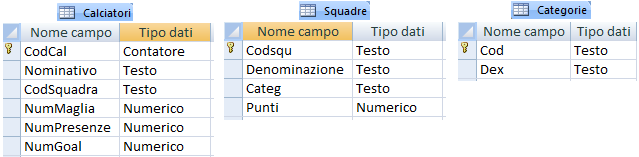 Calciatori
Nome campo Tipo dati
CodCal Contatore
Nominativo Testo
CodSquadra Testo
NumMaglia Numerico
NumPresenze Numerico
NumGoal Numerico
Squadre
Nome campo Tipo dati
Codsqu Testo
Denominazione Testo
Categ Testo
Punti Numerico
Categorie
Nome campo Tipo dati
Cod Testo
Dex Testo